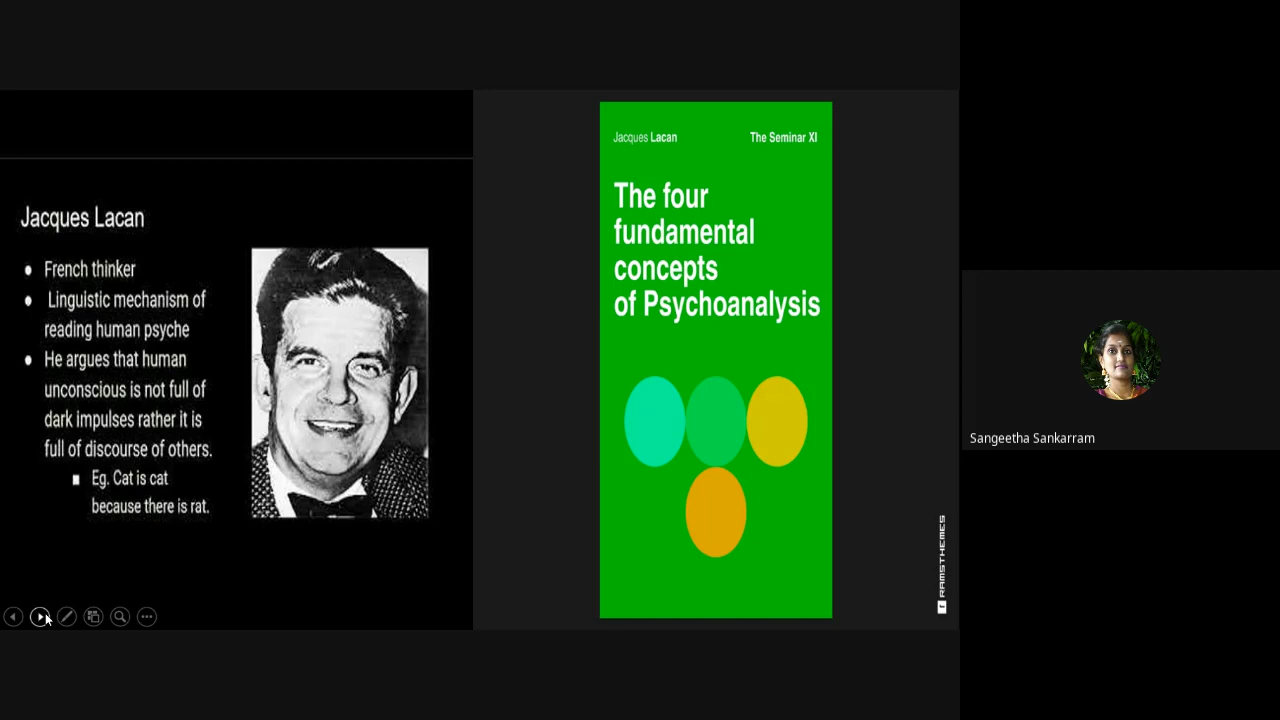 Jacques Lacan
French thinker
Linguistic mechanism of
reading human psyche
He argues that human
unconscious is not full of
dark impulses rather it is
full of discourse of others.
Eg. Cat is cat
because there is rat.
Jacques Lacan
The Seminar XI
The four
fundamental
concepts
of Psychoanalysis
f RAMSTHEMES
Sangeetha Sankarram